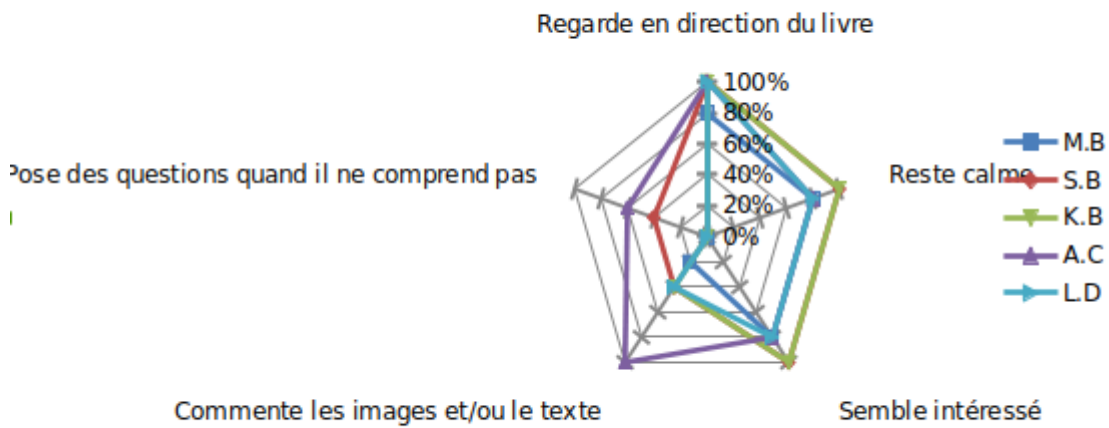 Regarde en direction du livre
100%
80%
60%
40%
20%
0%
Reste calme
Semble intéressé
Commente les images et/ou le texte
Pose des questions quand il ne comprend pas
M.B
S.B
K.B
A.C
L.D